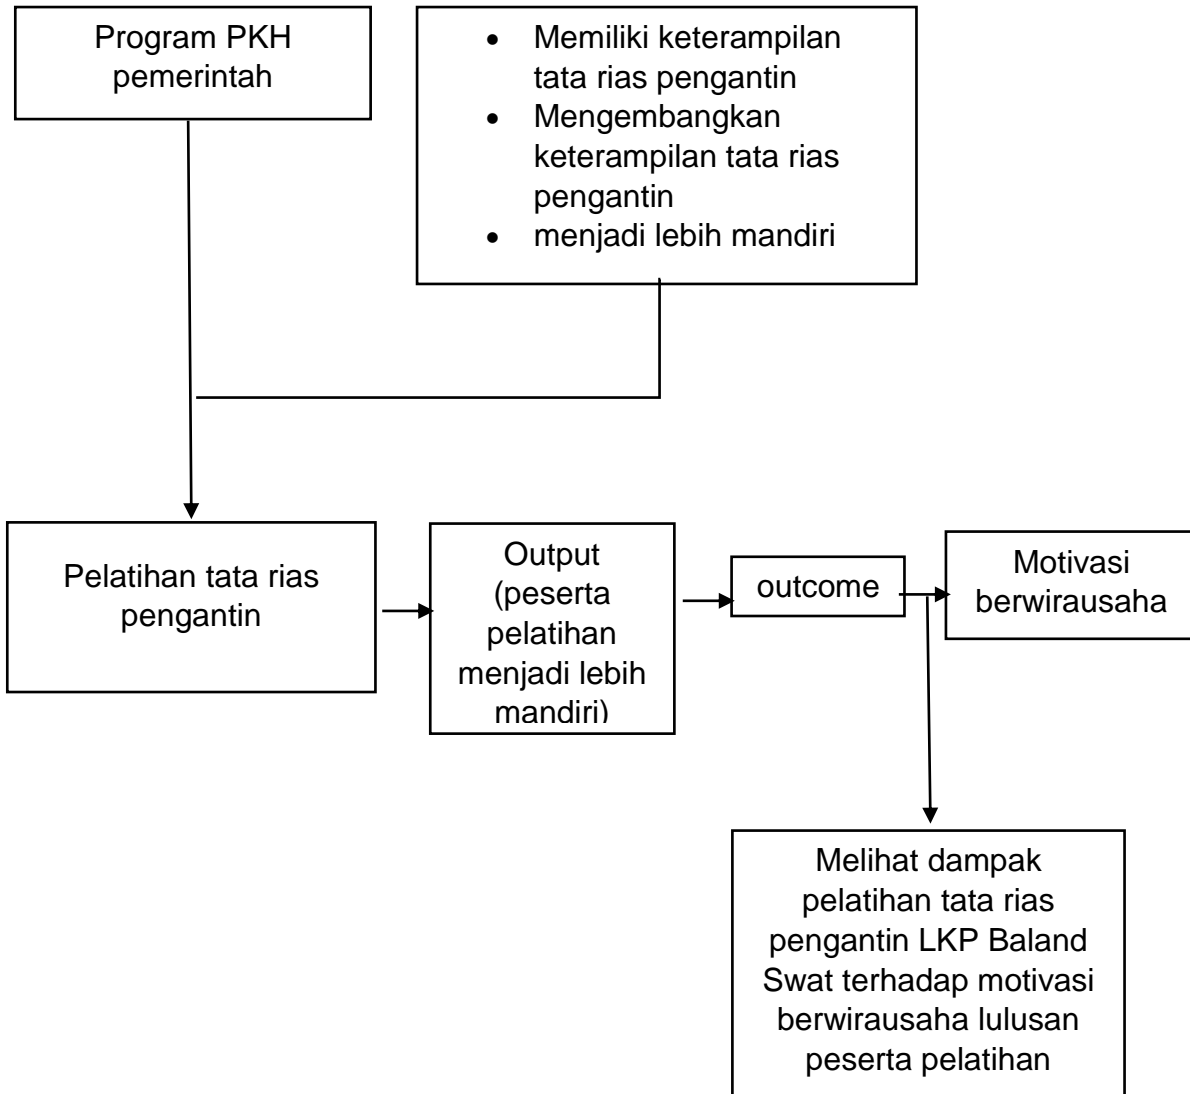 Program PKH
pemerintah
• Memiliki keterampilan
tata rias pengantin
• Mengembangkan
keterampilan tata rias
pengantin
• menjadi lebih mandiri
Pelatihan tata rias
pengantin
Output
(peserta
pelatihan
menjadi lebih
mandiri)
outcome
Motivasi
berwirausaha
Melihat dampak
pelatihan tata rias
pengantin LKP Baland
Swat terhadap motivasi
berwirausaha lulusan
peserta pelatihan